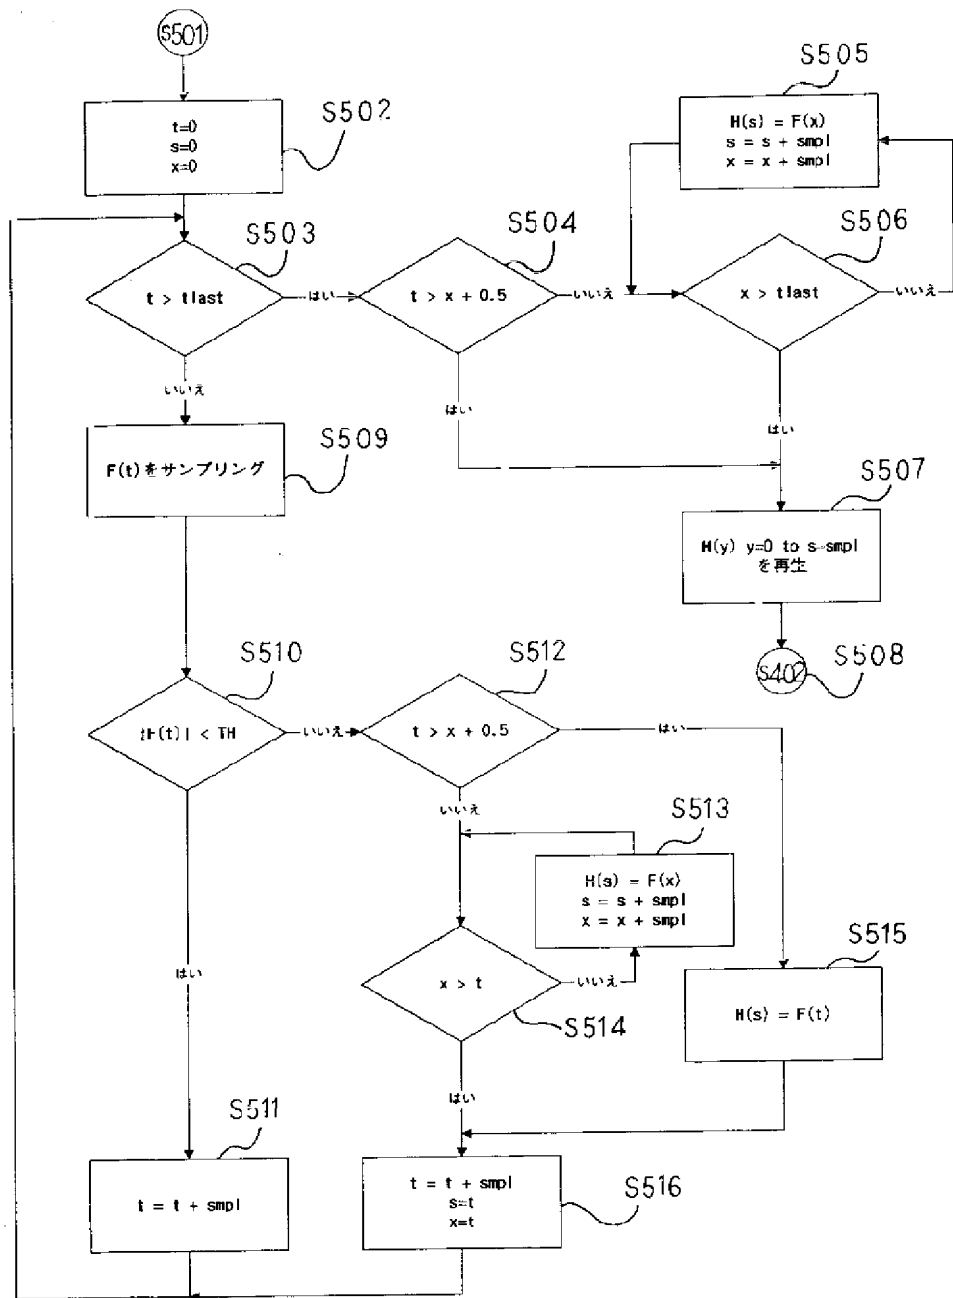 S501
S502
t=0
s=0
x=0
S505
H(s) = F(x)
s = s + smpl
x = x + smpl
S503
t > tlast
はい
S504
t > x + 0.5
いいえ
S506
x > tlast
いいえ
いいえ
はい
はい
S509
F(t)をサンプリング
S507
H(y) y=0 to s-smpl
を再生
S402
S508
S510
|F(t)| < TH
いいえ
S512
t > x + 0.5
はい
いいえ
S513
H(s) = F(x)
s = s + smpl
x = x + smpl
はい
x > t
いいえ
S514
S515
H(s) = F(t)
はい
S511
t = t + smpl
t = t + smpl
s=t
x=t
S516